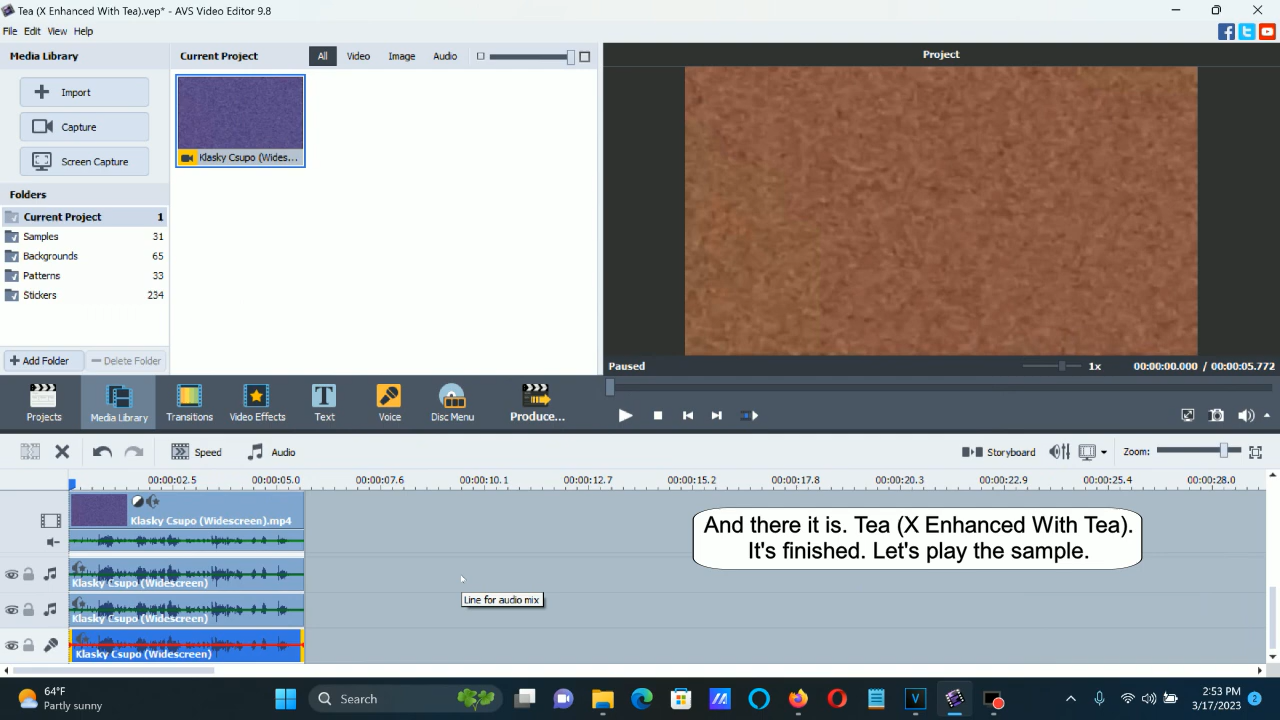 Tea (X Enhanced With Tea).vep* - AVS Video Editor 9.8
File Edit View Help
Media Library
Current Project
All Video Image Audio
Project
Import
Capture
Screen Capture
Klasky Csupo (Wides...
Folders
Current Project 1
Samples 31
Backgrounds 65
Patterns 33
Stickers 234
Add Folder
Delete Folder
Paused
1x
00:00:00.000 / 00:00:05.772
Projects
Media Library
Transitions
Video Effects
Text
Voice
Disc Menu
Produce...
Speed
Audio
Storyboard
Zoom:
00:00:02.5 00:00:05.0 00:00:07.6 00:00:10.1 00:00:12.7 00:00:15.2 00:00:17.8 00:00:20.3 00:00:22.9 00:00:25.4 00:00:28.0
Klasky Csupo (Widescreen).mp4
And there it is. Tea (X Enhanced With Tea).
It's finished. Let's play the sample.
Klasky Csupo (Widescreen)
Line for audio mix
Klasky Csupo (Widescreen)
Klasky Csupo (Widescreen)
64°F
Partly sunny
Search
2:53 PM
3/17/2023
2